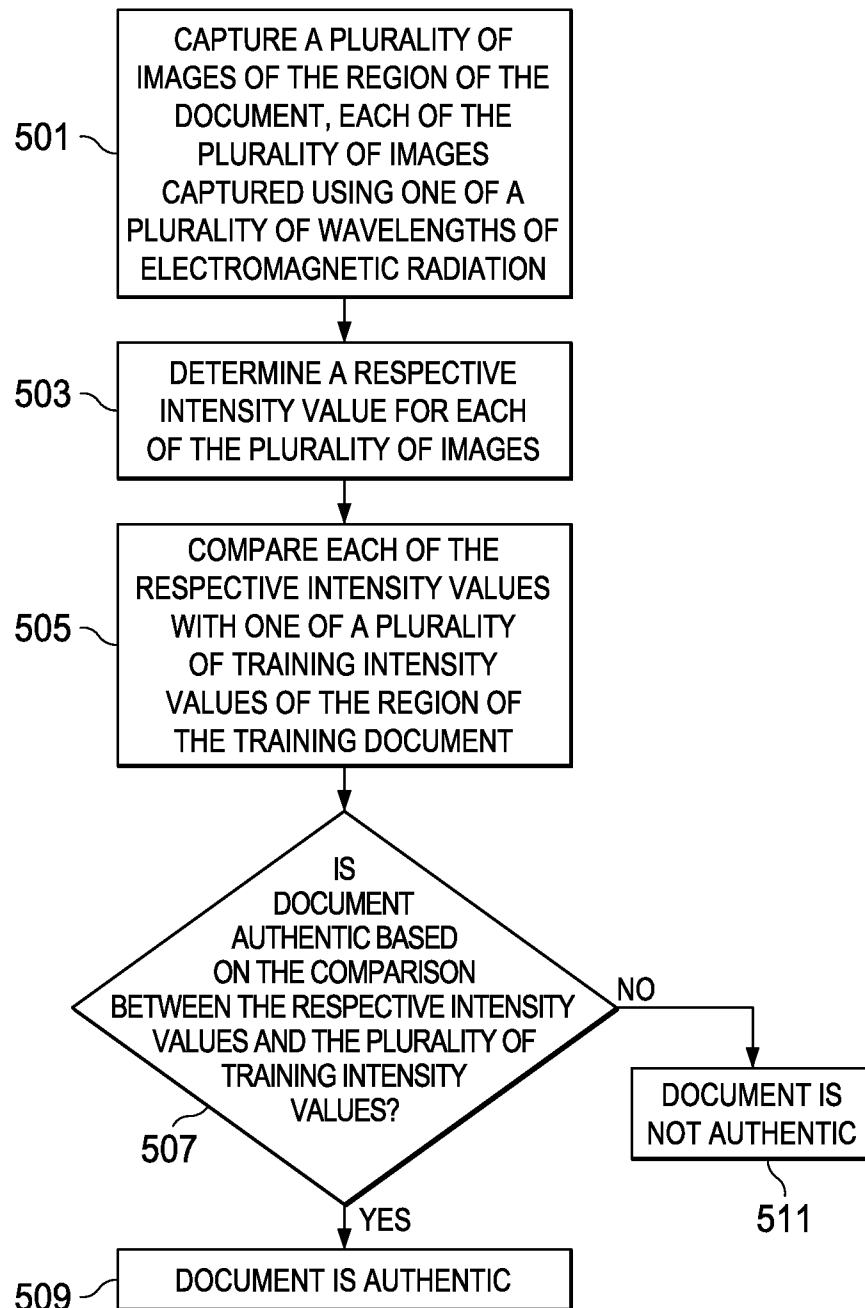 CAPTURE A PLURALITY OF
IMAGES OF THE REGION OF THE
DOCUMENT, EACH OF THE
PLURALITY OF IMAGES
CAPTURED USING ONE OF A
PLURALITY OF WAVELENGTHS OF
ELECTROMAGNETIC RADIATION
501
DETERMINE A RESPECTIVE
INTENSITY VALUE FOR EACH
OF THE PLURALITY OF IMAGES
503
COMPARE EACH OF THE
RESPECTIVE INTENSITY VALUES
WITH ONE OF A PLURALITY
OF TRAINING INTENSITY
VALUES OF THE REGION OF
THE TRAINING DOCUMENT
505
IS
DOCUMENT
AUTHENTIC BASED
ON THE COMPARISON
BETWEEN THE RESPECTIVE INTENSITY
VALUES AND THE PLURALITY OF
TRAINING INTENSITY
VALUES?
507
NO
DOCUMENT IS
NOT AUTHENTIC
511
YES
DOCUMENT IS AUTHENTIC
509